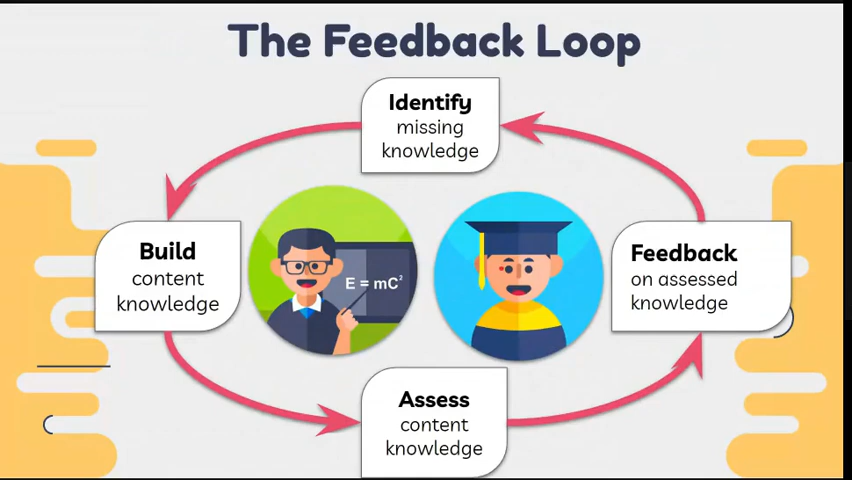 The Feedback Loop
Identify
missing
knowledge
Build
content
knowledge
E = mC²
Feedback
on assessed
knowledge
Assess
content
knowledge